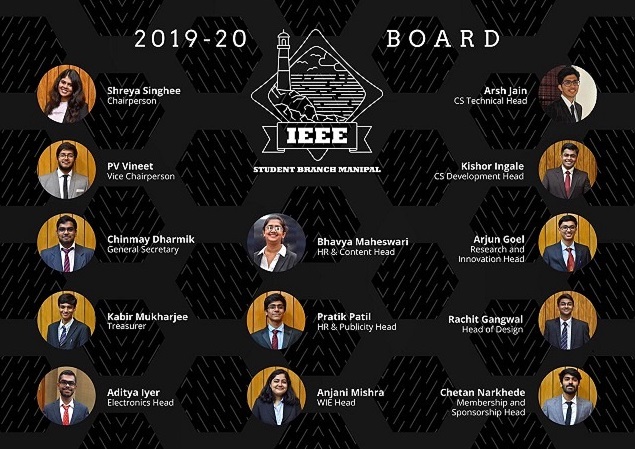 2019-20 BOARD
IEEE
STUDENT BRANCH MANIPAL
Shreya Singhee
Chairperson
PV Vineet
Vice Chairperson
Chinmay Dharmik
General Secretary
Kabir Mukharjee
Treasurer
Aditya Iyer
Electronics Head
Bhavya Maheswari
HR & Content Head
Pratik Patil
HR & Publicity Head
Anjani Mishra
WIE Head
Arsh Jain
CS Technical Head
Kishor Ingale
CS Development Head
Arjun Goel
Research and
Innovation Head
Rachit Gangwal
Head of Design
Chetan Narkhede
Membership and
Sponsorship Head